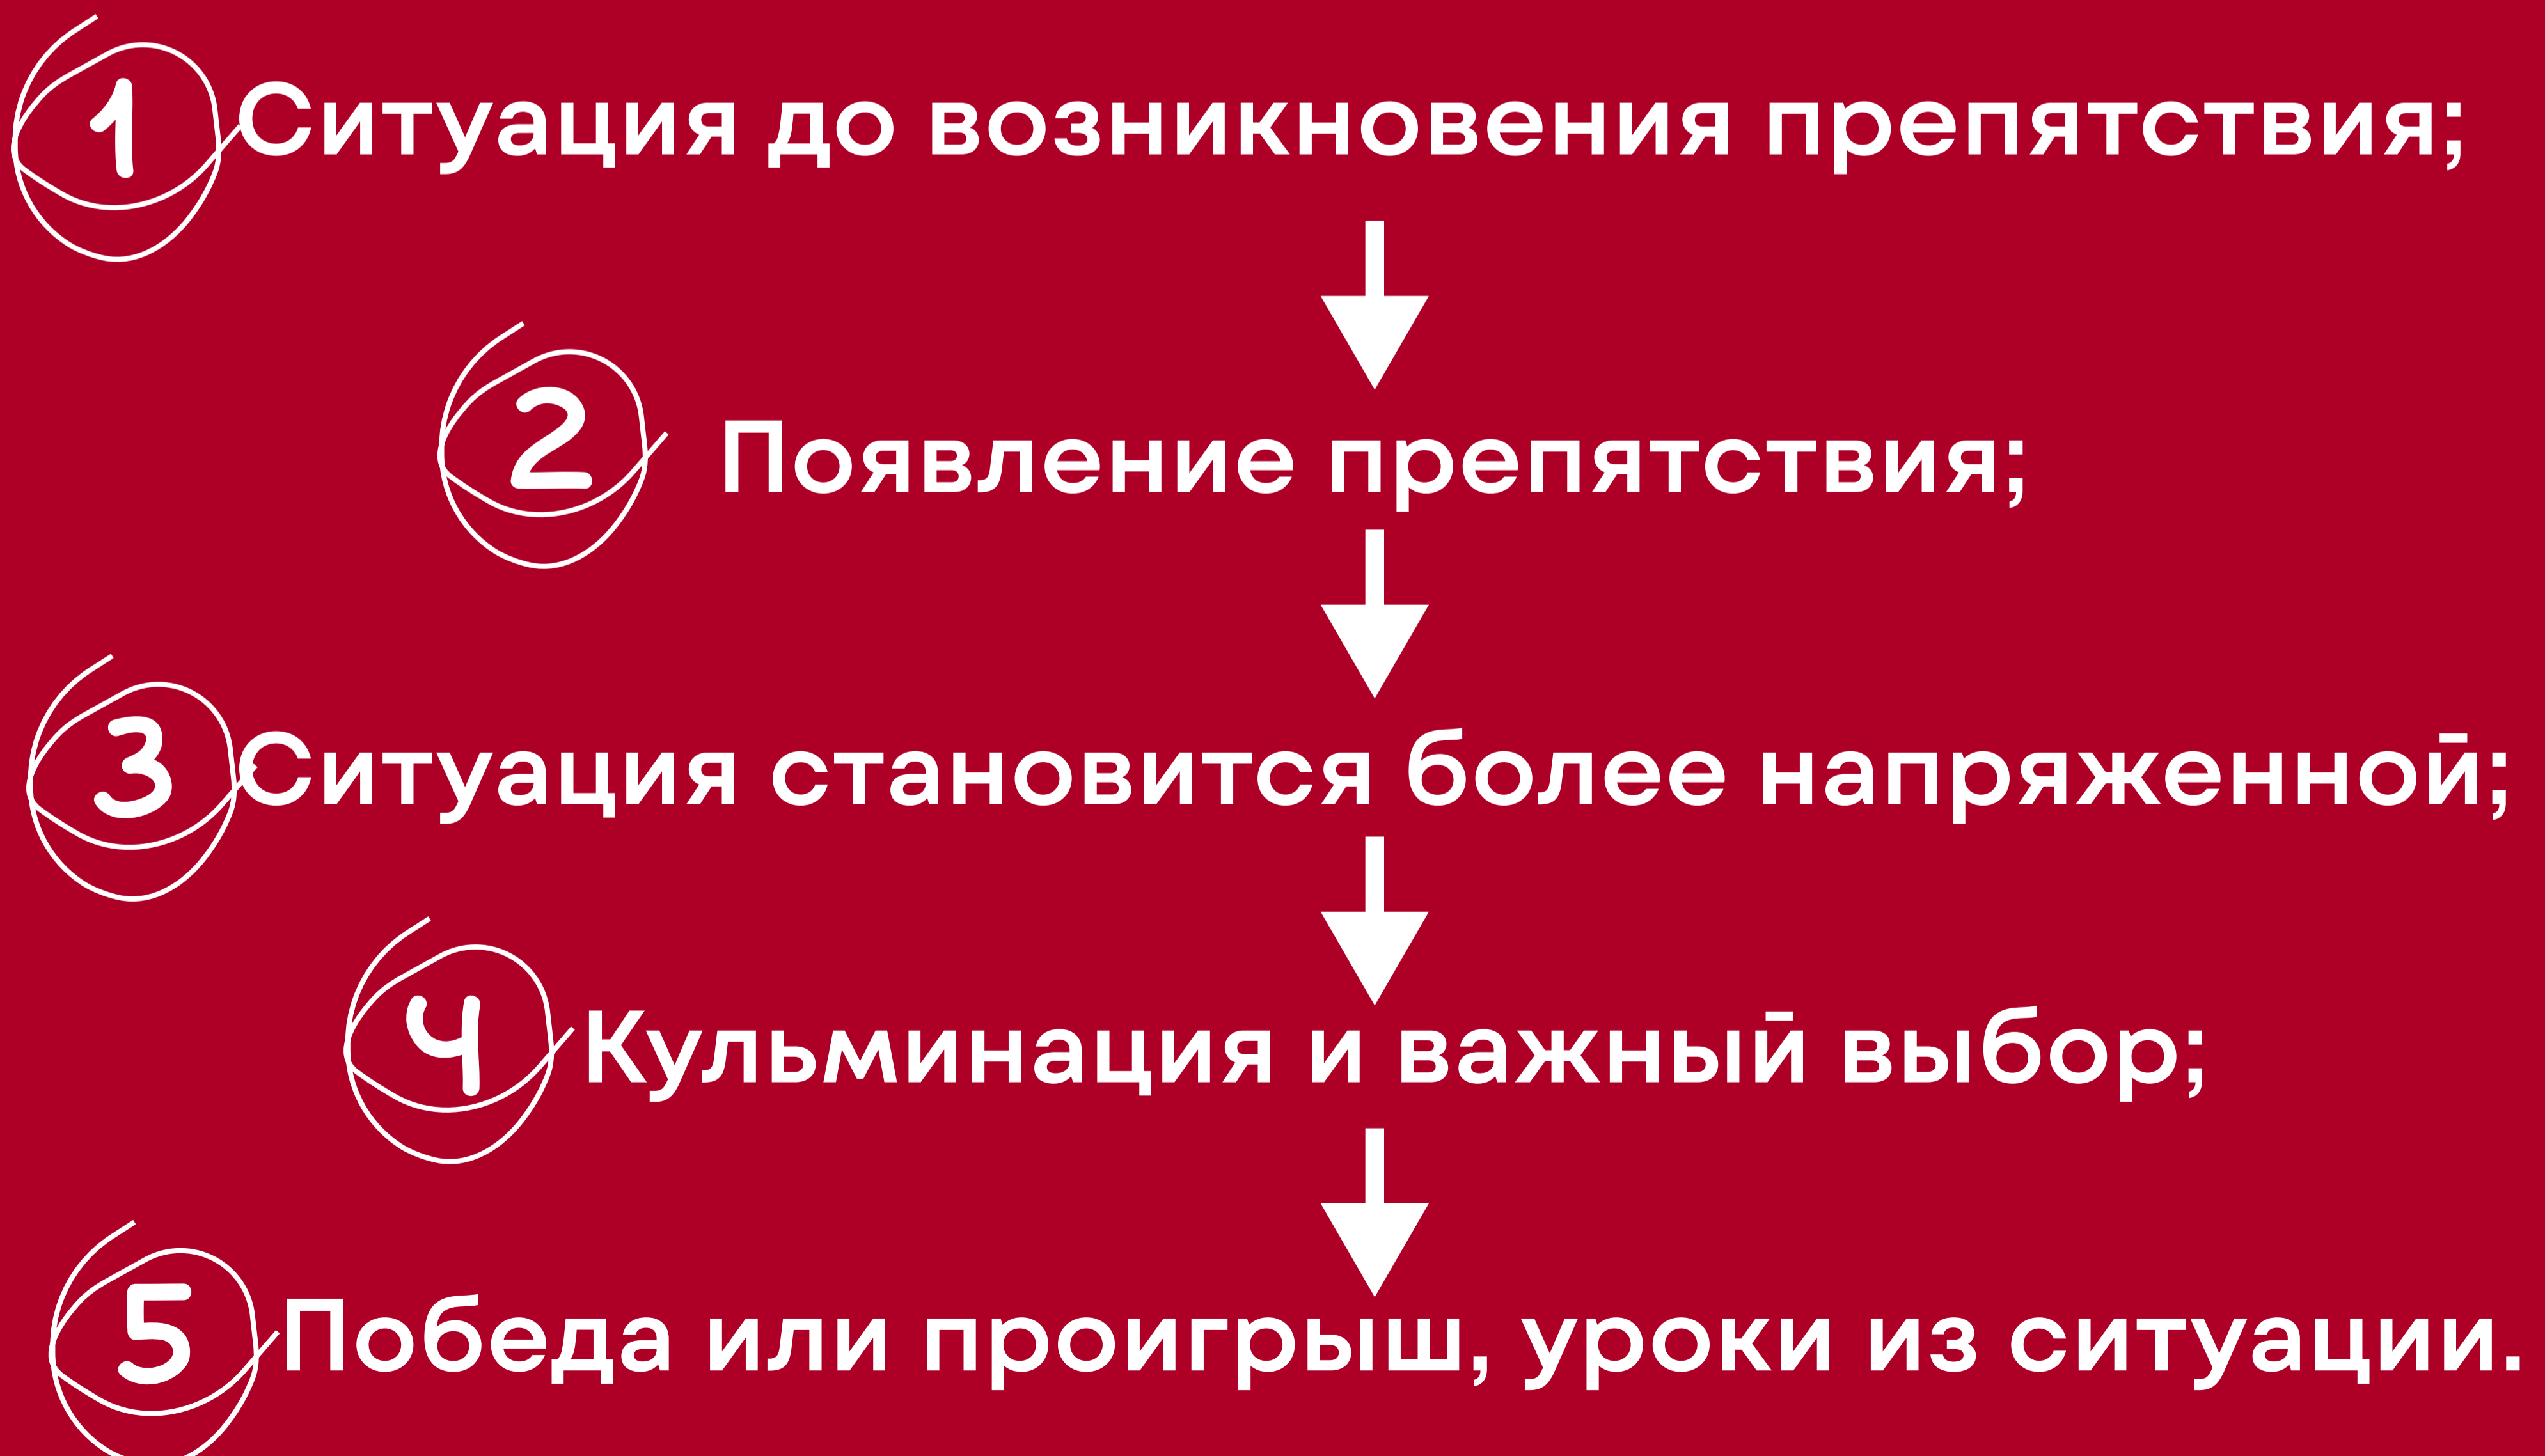 1 Ситуация до возникновения препятствия;
2 Появление препятствия;
3 Ситуация становится более напряженной;
4 Кульминация и важный выбор;
5 Победа или проигрыш, уроки из ситуации.